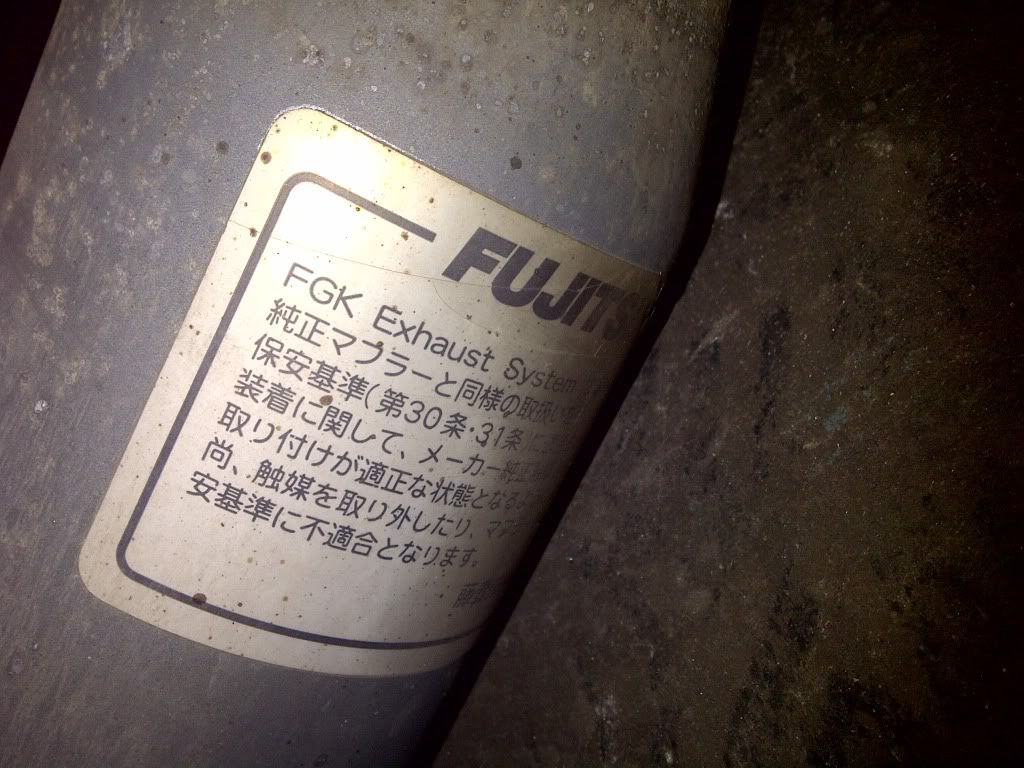 FUJITS
FGK Exhaust System
純正マフラーと同様の取扱い
保安基準(第30条・31条)に
装着に関して、メーカー純正
取り付けが適正な状態となるよ
尚、触媒を取り外したり、マフ
安基準に不適合となります。
藤